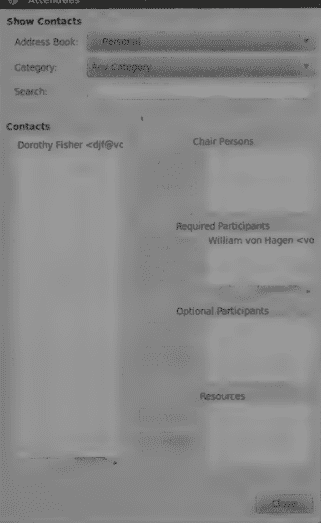 Attendees
Show Contacts
Address Book: Personal
Category: Any Category
Search:
Contacts
Dorothy Fisher <djf@vc
Chair Persons
Required Participants
William von Hagen <vo
Optional Participants
Resources
Close